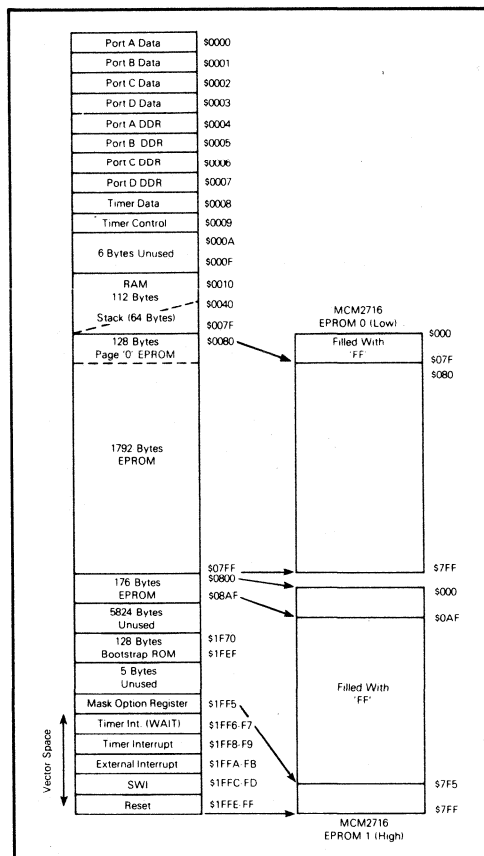 Port A Data $0000
Port B Data $0001
Port C Data $0002
Port D Data $0003
Port A DDR $0004
Port B DDR $0005
Port C DDR $0006
Port D DDR $0007
Timer Data $0008
Timer Control $0009
$000A
6 Bytes Unused
$000F
RAM $0010
112 Bytes
$0040
Stack (64 Bytes)
$007F
128 Bytes $0080
Page '0' EPROM
1792 Bytes
EPROM
$07FF
176 Bytes $0800
EPROM $08AF
5824 Bytes
Unused
128 Bytes $1F70
Bootstrap ROM $1FEF
5 Bytes
Unused
Mask Option Register $1FF5
Timer Int. (WAIT) $1FF6-F7
Timer Interrupt $1FF8-F9
External Interrupt $1FFA-FB
SWI $1FFC-FD
Reset $1FFE-FF
Vector Space
MCM2716
EPROM 0 (Low)
$000
Filled With
'FF'
$07F
$080
$7FF
$000
$0AF
Filled With
'FF'
$7F5
$7FF
MCM2716
EPROM 1 (High)